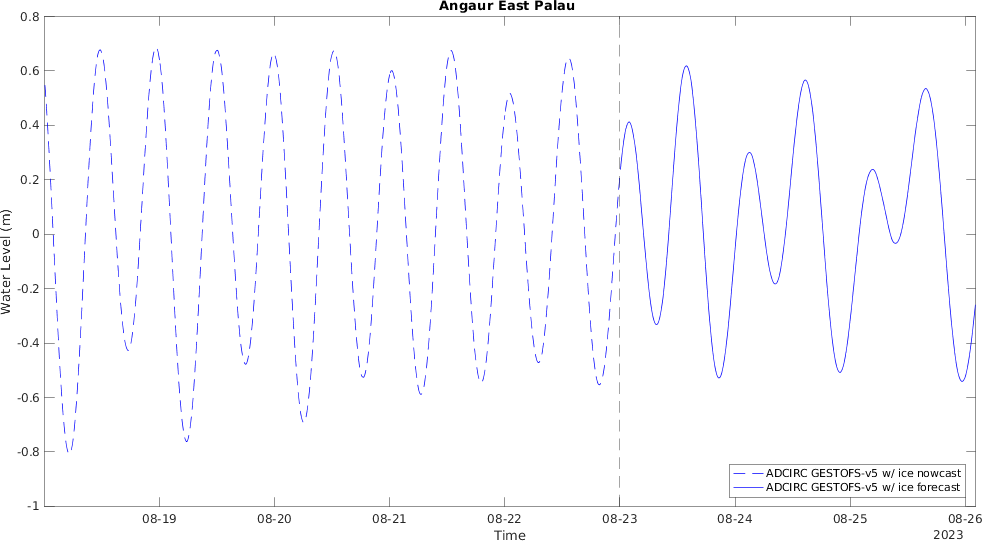 Angaur East Palau
0.8
0.6
0.4
0.2
0
-0.2
-0.4
-0.6
-0.8
-1
Water Level (m)
ADCIRC GESTOFS-v5 w/ ice nowcast
ADCIRC GESTOFS-v5 w/ ice forecast
08-19 08-20 08-21 08-22 08-23 08-24 08-25 08-26
Time
2023